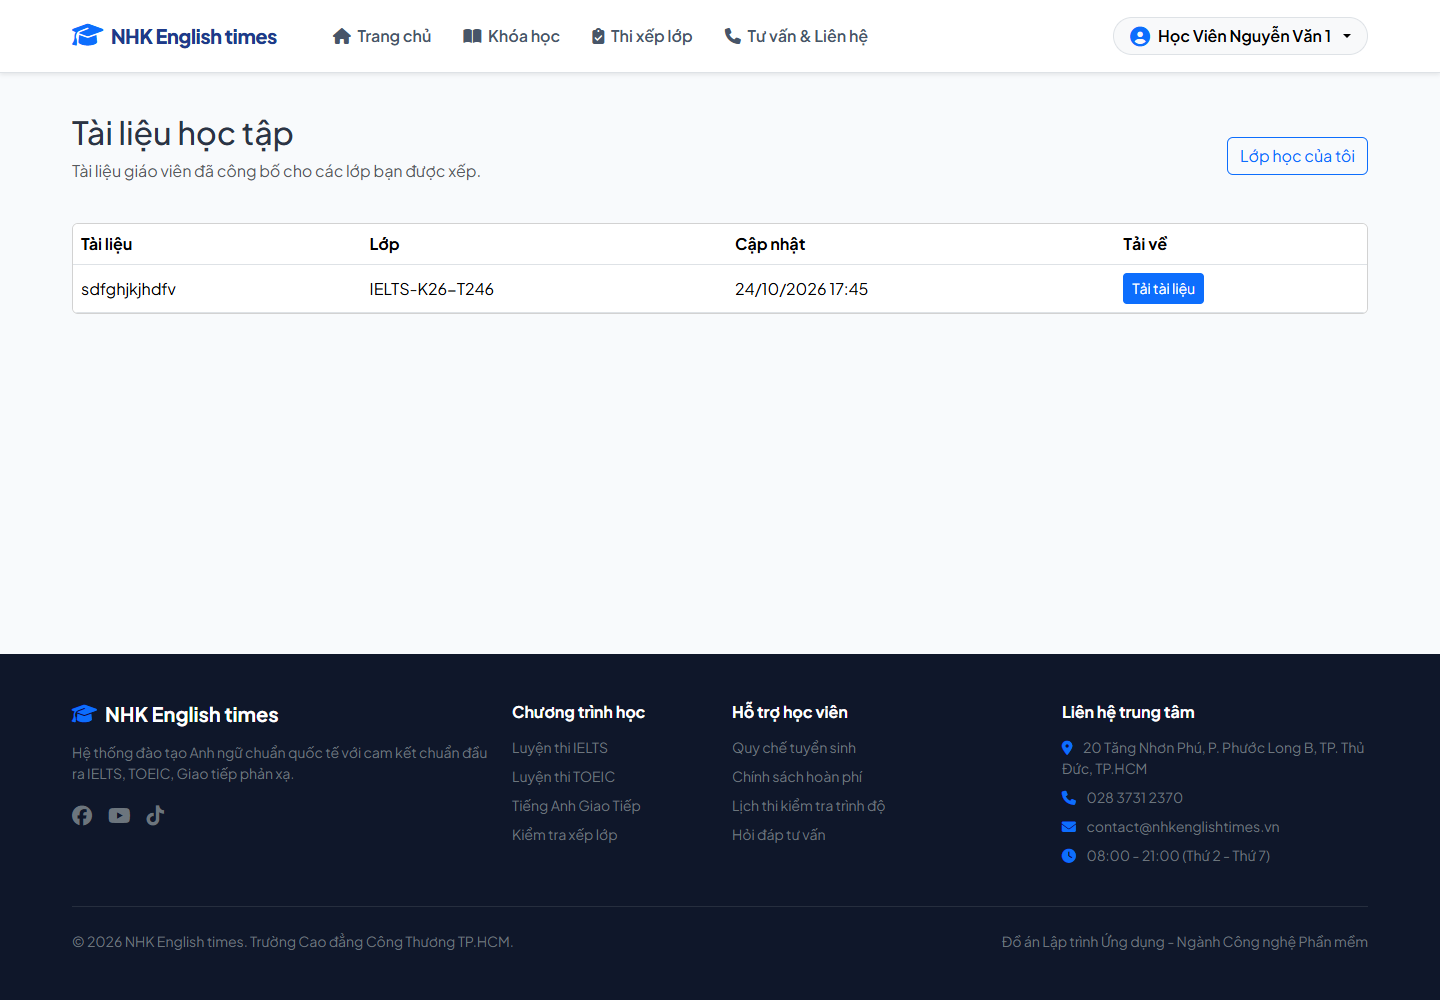 NHK English times
Trang chủ
Khóa học
Thi xếp lớp
Tư vấn & Liên hệ
Học Viên Nguyễn Văn 1
Tài liệu học tập
Tài liệu giáo viên đã công bố cho các lớp bạn được xếp.
Lớp học của tôi
Tài liệu Lớp Cập nhật Tải về
sdfghjkjhdfv IELTS-K26-T246 24/10/2026 17:45 Tải tài liệu
NHK English times
Hệ thống đào tạo Anh ngữ chuẩn quốc tế với cam kết chuẩn đầu
ra IELTS, TOEIC, Giao tiếp phản xạ.
Chương trình học
Luyện thi IELTS
Luyện thi TOEIC
Tiếng Anh Giao Tiếp
Kiểm tra xếp lớp
Hỗ trợ học viên
Quy chế tuyển sinh
Chính sách hoàn phí
Lịch thi kiểm tra trình độ
Hỏi đáp tư vấn
Liên hệ trung tâm
20 Tăng Nhơn Phú, P. Phước Long B, TP. Thủ
Đức, TP.HCM
028 3731 2370
contact@nhkenglishtimes.vn
08:00 - 21:00 (Thứ 2 - Thứ 7)
© 2026 NHK English times. Trường Cao đẳng Công Thương TP.HCM.
Đồ án Lập trình Ứng dụng - Ngành Công nghệ Phần mềm